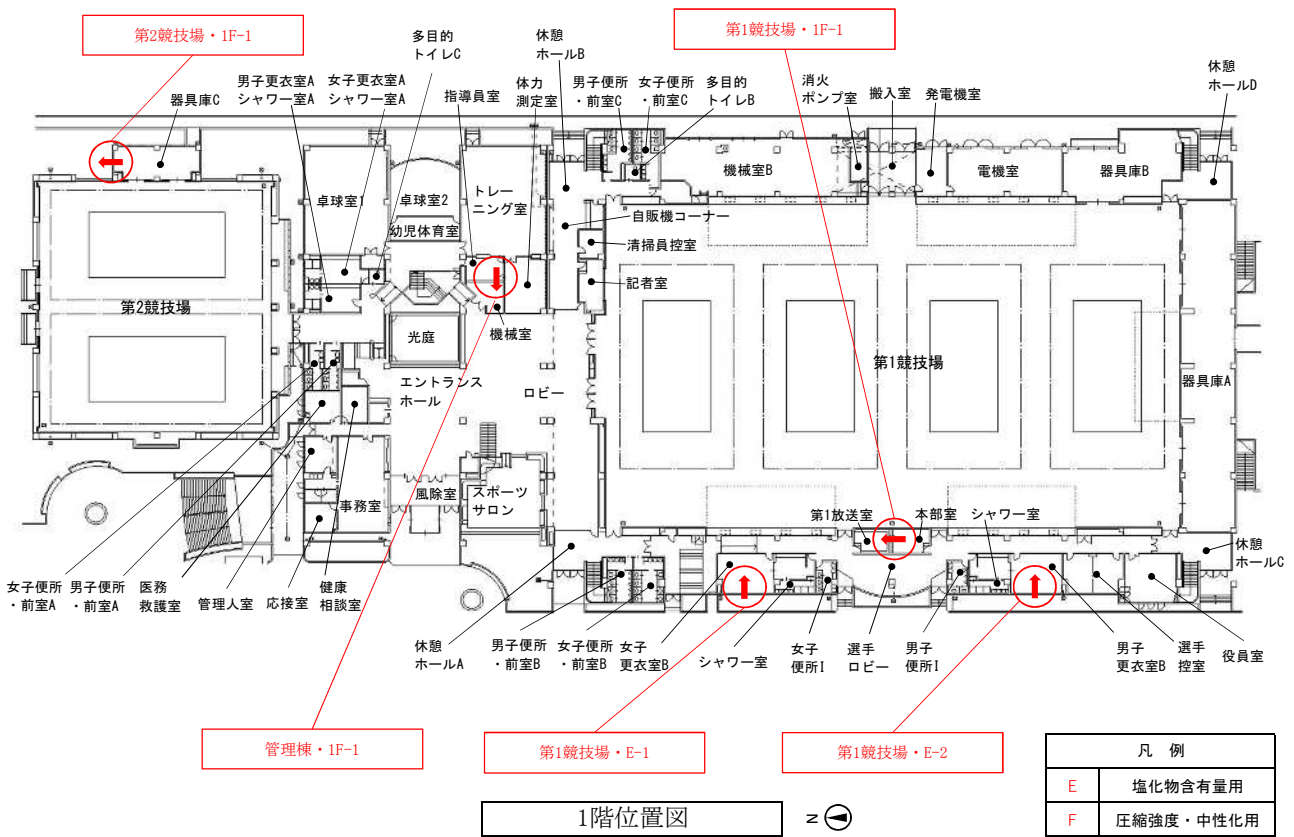 第2競技場・1F-1
第1競技場・1F-1
多目的
トイレC
休憩
ホールB
男子更衣室A
シャワー室A
女子更衣室A
シャワー室A
器具庫C
指導員室
体力
測定室
男子便所
・前室C
女子便所
・前室C
多目的
トイレB
消火
ポンプ室
搬入室
発電機室
休憩
ホールD
卓球室1
卓球室2
幼児体育室
トレー
ニング室
機械室B
電機室
器具庫B
自販機コーナー
清掃員控室
記者室
第2競技場
光庭
機械室
エントランス
ホール
ロビー
第1競技場
器具庫A
事務室
風除室
スポーツ
サロン
第1放送室
本部室
シャワー室
休憩
ホールC
女子便所
・前室A
男子便所
・前室A
医務
救護室
管理人室
応接室
健康
相談室
休憩
ホールA
男子便所
・前室B
女子便所
・前室B
女子
更衣室B
シャワー室
女子
便所I
選手
ロビー
男子
便所I
男子
更衣室B
選手
控室
役員室
管理棟・1F-1
第1競技場・E-1
第1競技場・E-2
凡 例
E 塩化物含有量用
F 圧縮強度・中性化用
1階位置図
N